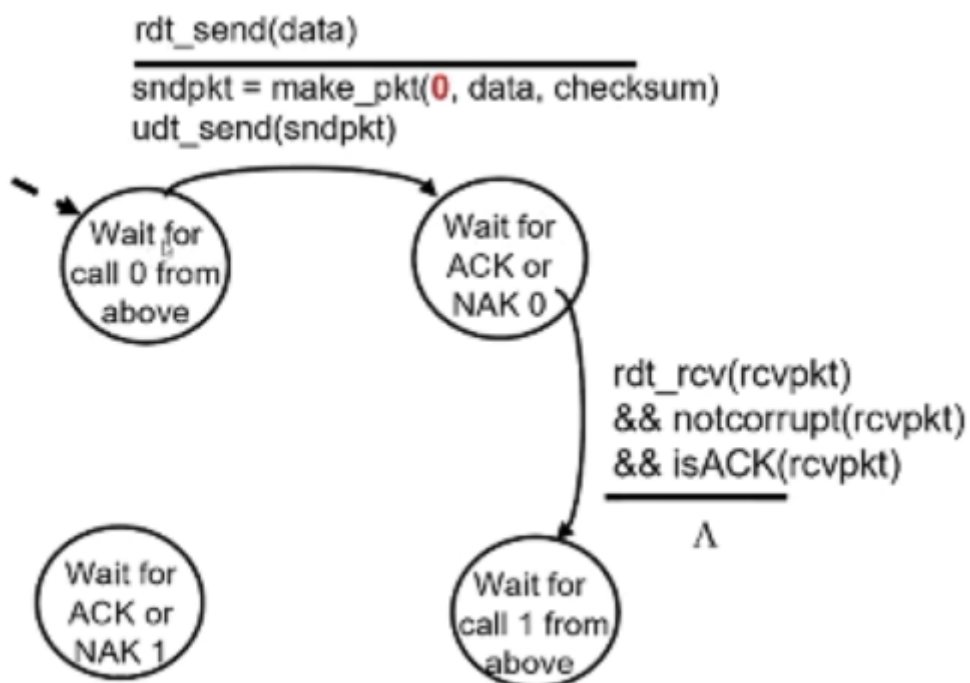 rdt_send(data)
sndpkt = make_pkt(0, data, checksum)
udt_send(sndpkt)
Wait for
call 0 from
above
Wait for
ACK or
NAK 0
rdt_rcv(rcvpkt)
&& notcorrupt(rcvpkt)
&& isACK(rcvpkt)
Λ
Wait for
ACK or
NAK 1
Wait for
call 1 from
above